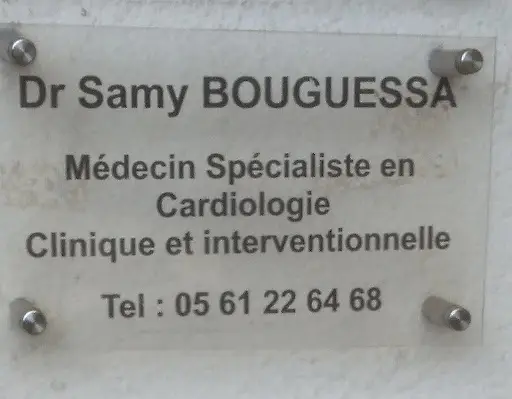 Dr Samy BOUGUESSA
Médecin Spécialiste en
Cardiologie
Clinique et interventionnelle
Tel : 05 61 22 64 68